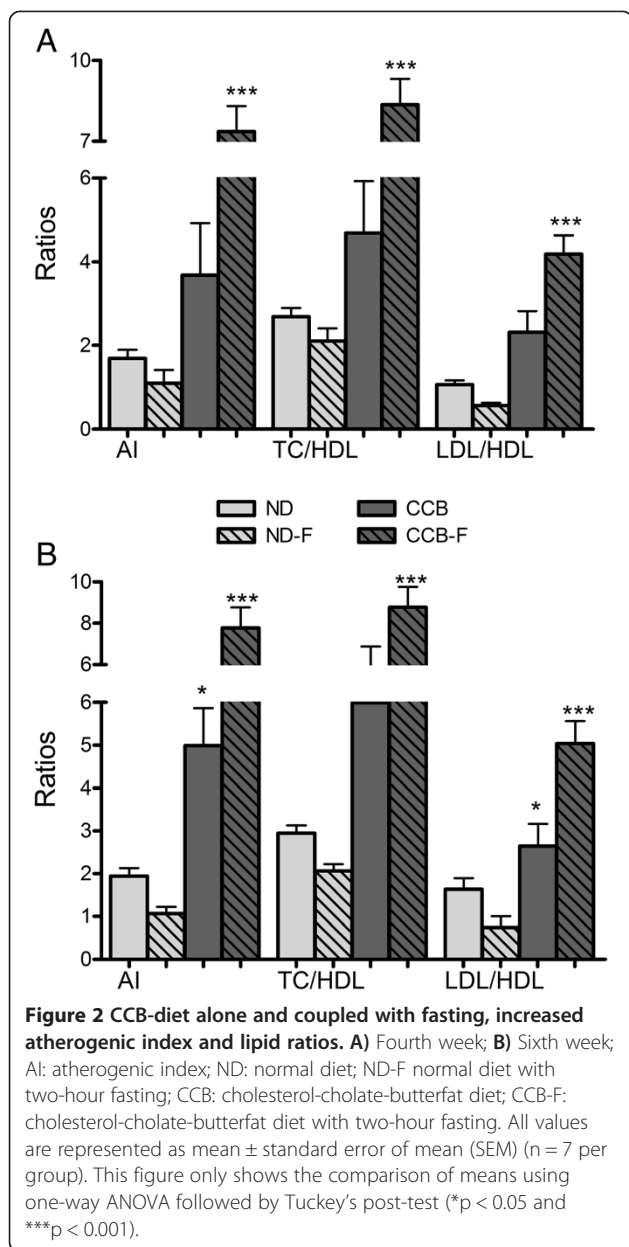 A
10
***
***
7
6
***
4
2
0
Ratios
AI TC/HDL LDL/HDL
ND CCB
ND-F CCB-F
B
10
***
***
8
6
6
*
5
***
4
3
*
2
1
0
Ratios
AI TC/HDL LDL/HDL
Figure 2 CCB-diet alone and coupled with fasting, increased
atherogenic index and lipid ratios. A) Fourth week; B) Sixth week;
AI: atherogenic index; ND: normal diet; ND-F normal diet with
two-hour fasting; CCB: cholesterol-cholate-butterfat diet; CCB-F:
cholesterol-cholate-butterfat diet with two-hour fasting. All values
are represented as mean ± standard error of mean (SEM) (n = 7 per
group). This figure only shows the comparison of means using
one-way ANOVA followed by Tuckey's post-test (*p < 0.05 and
***p < 0.001).